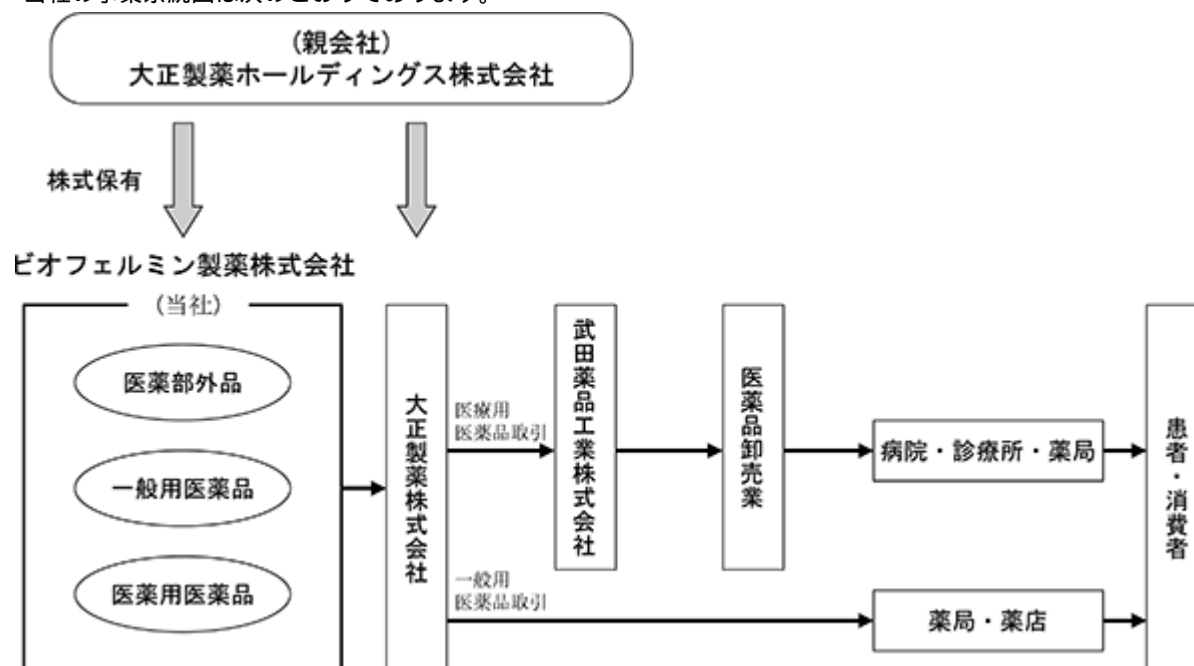 当社の事業系統図は次のとおりであります。
(親会社)
大正製薬ホールディングス株式会社
株式保有
ビオフェルミン製薬株式会社
(当社)
医薬部外品
一般用医薬品
医薬用医薬品
大正製薬株式会社
医療用
医薬品取引
一般用
医薬品取引
武田薬品工業株式会社
医薬品卸売業
病院・診療所・薬局
薬局・薬店
患者・消費者